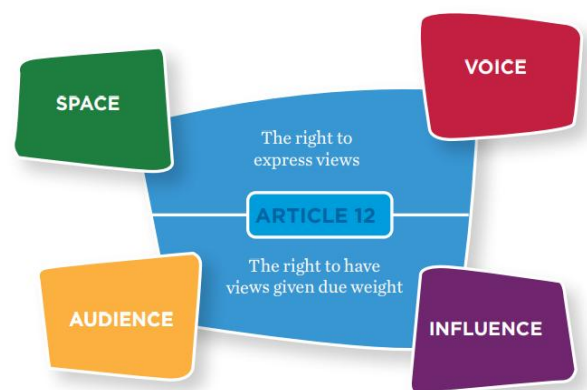 SPACE
VOICE
The right to
express views
ARTICLE 12
The right to have
views given due weight
AUDIENCE
INFLUENCE